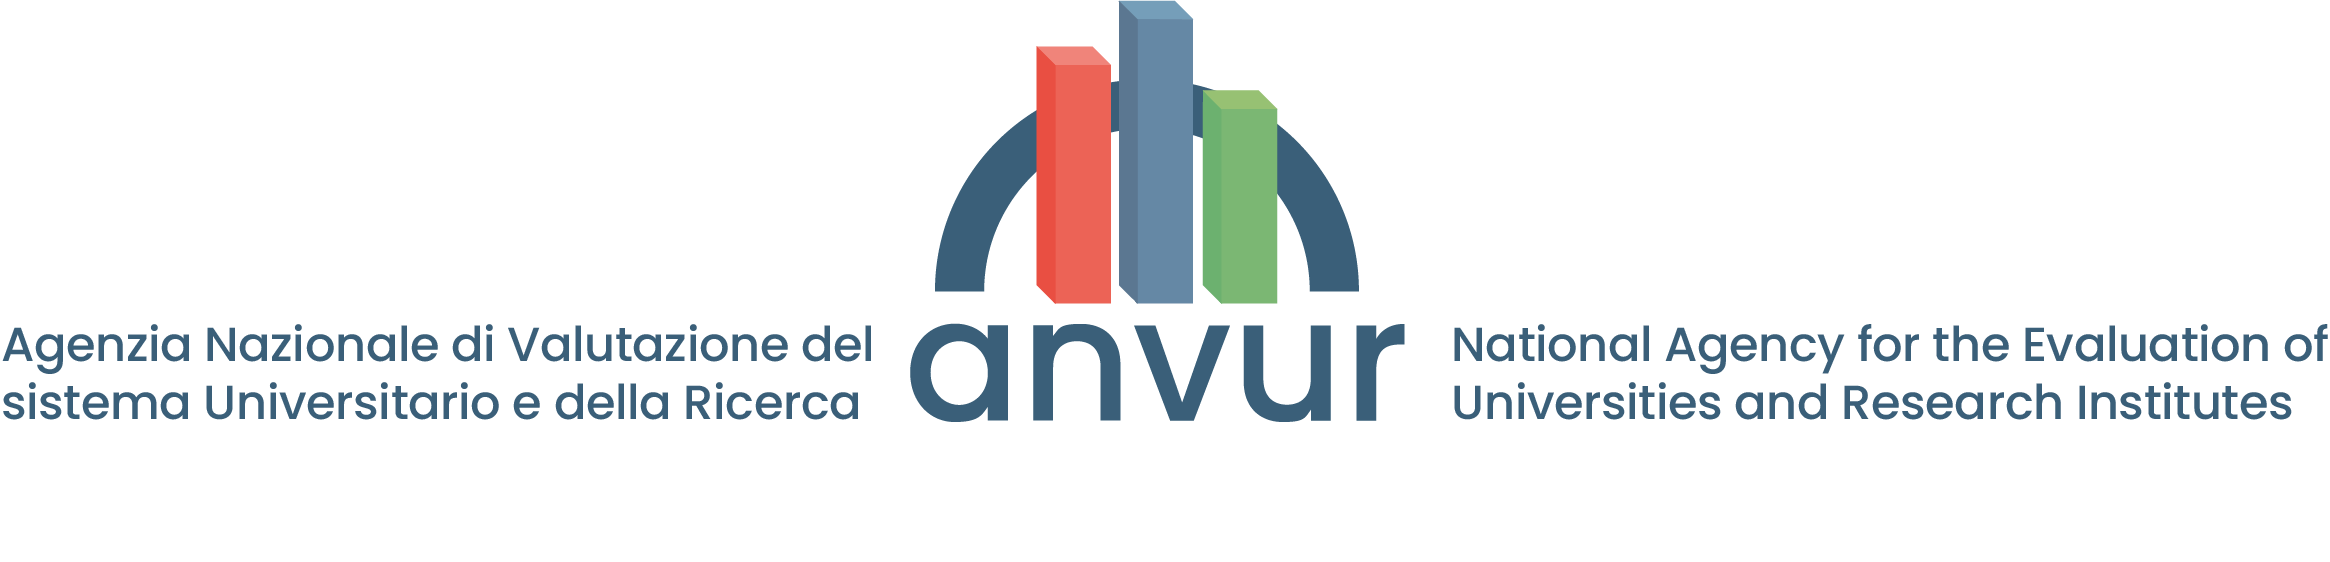 Agenzia Nazionale di Valutazione del
sistema Universitario e della Ricerca
anvur
National Agency for the Evaluation of
Universities and Research Institutes